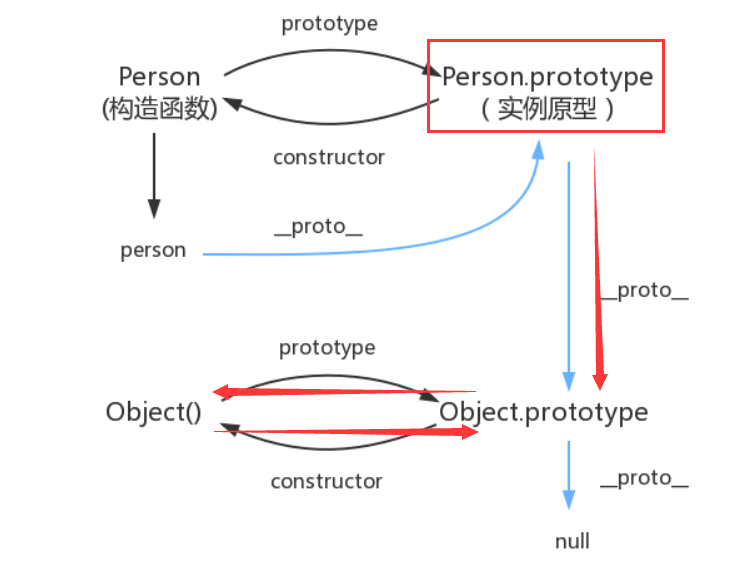 prototype
Person
Person.prototype
(构造函数)
（实例原型）
constructor
__proto__
person
__proto__
prototype
Object()
Object.prototype
constructor
__proto__
null